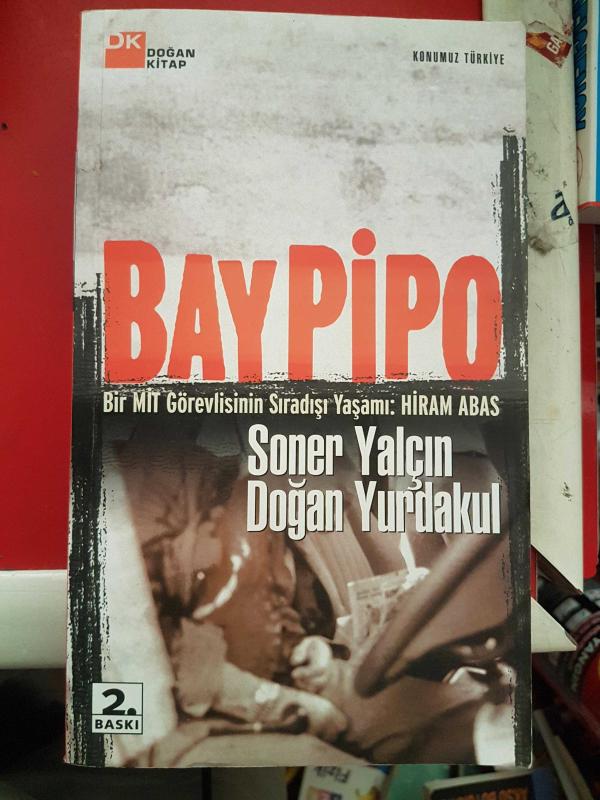 DK
DOĞAN
KİTAP
KONUMUZ TÜRKİYE
BAY PİPO
Bir MİT Görevlisinin Sıradışı Yaşamı: HİRAM ABAS
Soner Yalçın
Doğan Yurdakul
2.
BASKI
Fizik